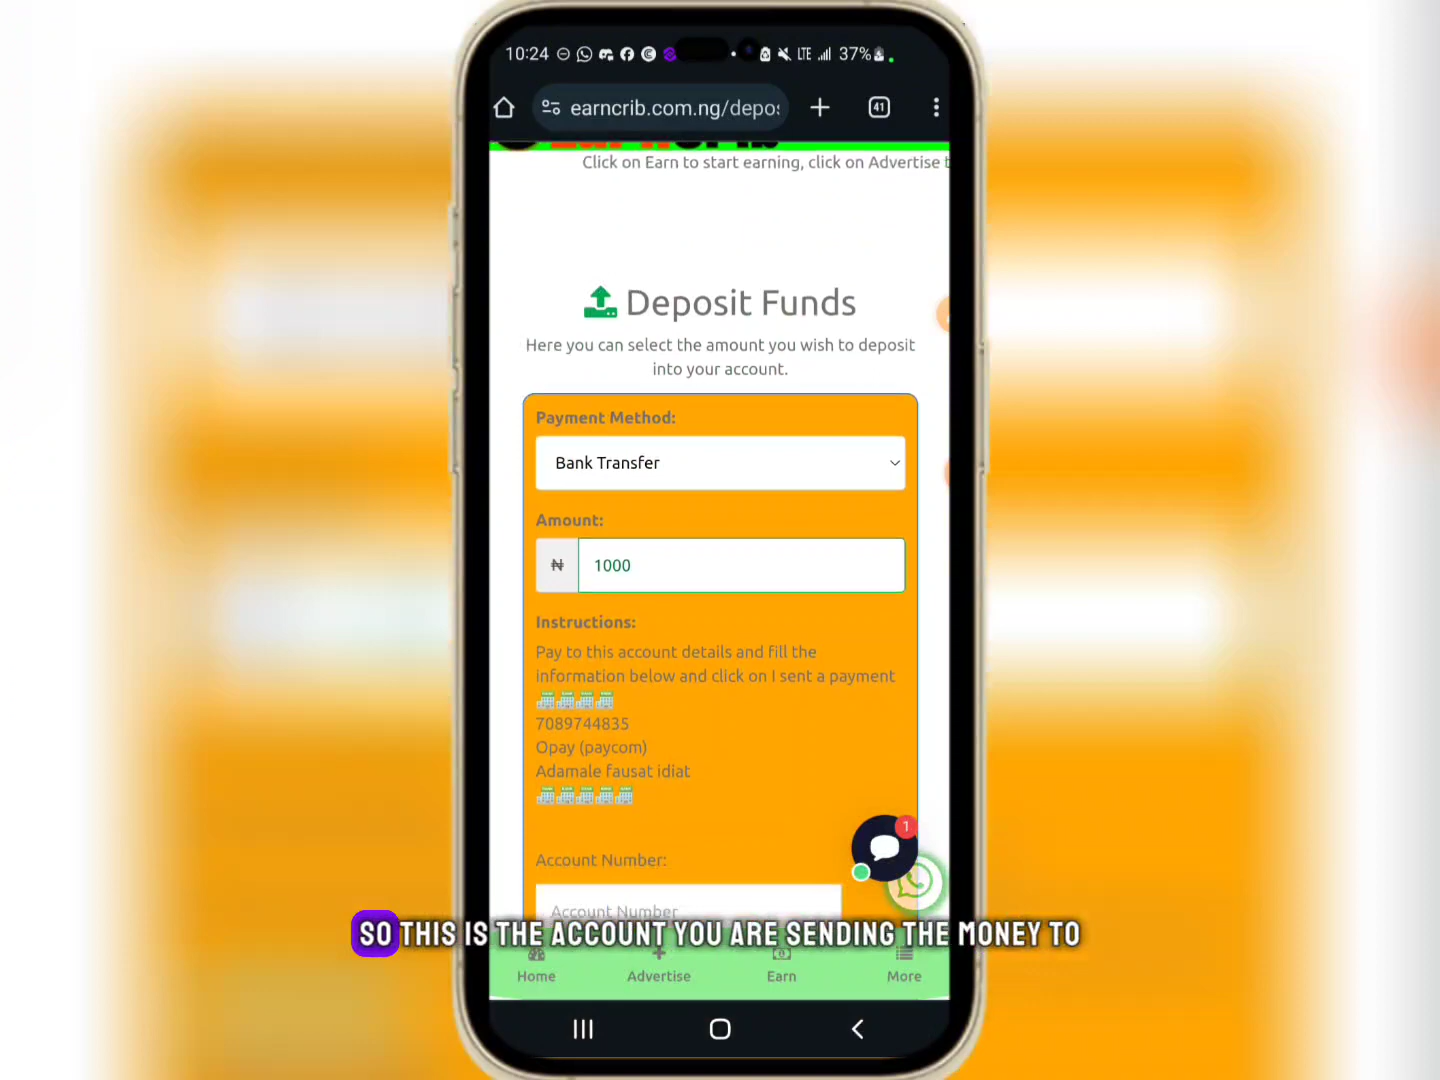 10:24
LTE
37%
earncrib.com.ng/depo
41
Click on Earn to start earning, click on Advertise t
Deposit Funds
Here you can select the amount you wish to deposit
into your account.
Payment Method:
Bank Transfer
Amount:
₦ 1000
Instructions:
Pay to this account details and fill the
information below and click on I sent a payment
7089744835
Opay (paycom)
Adamale fausat idiat
1
Account Number:
Account Number
SO THIS IS THE ACCOUNT YOU ARE SENDING THE MONEY TO
Home
Advertise
Earn
More